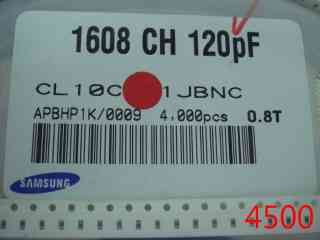 1608 CH 120pF
CL10C 1JBNC
APBHP1K/0009 4,000pcs 0.8T
SAMSUNG
4500